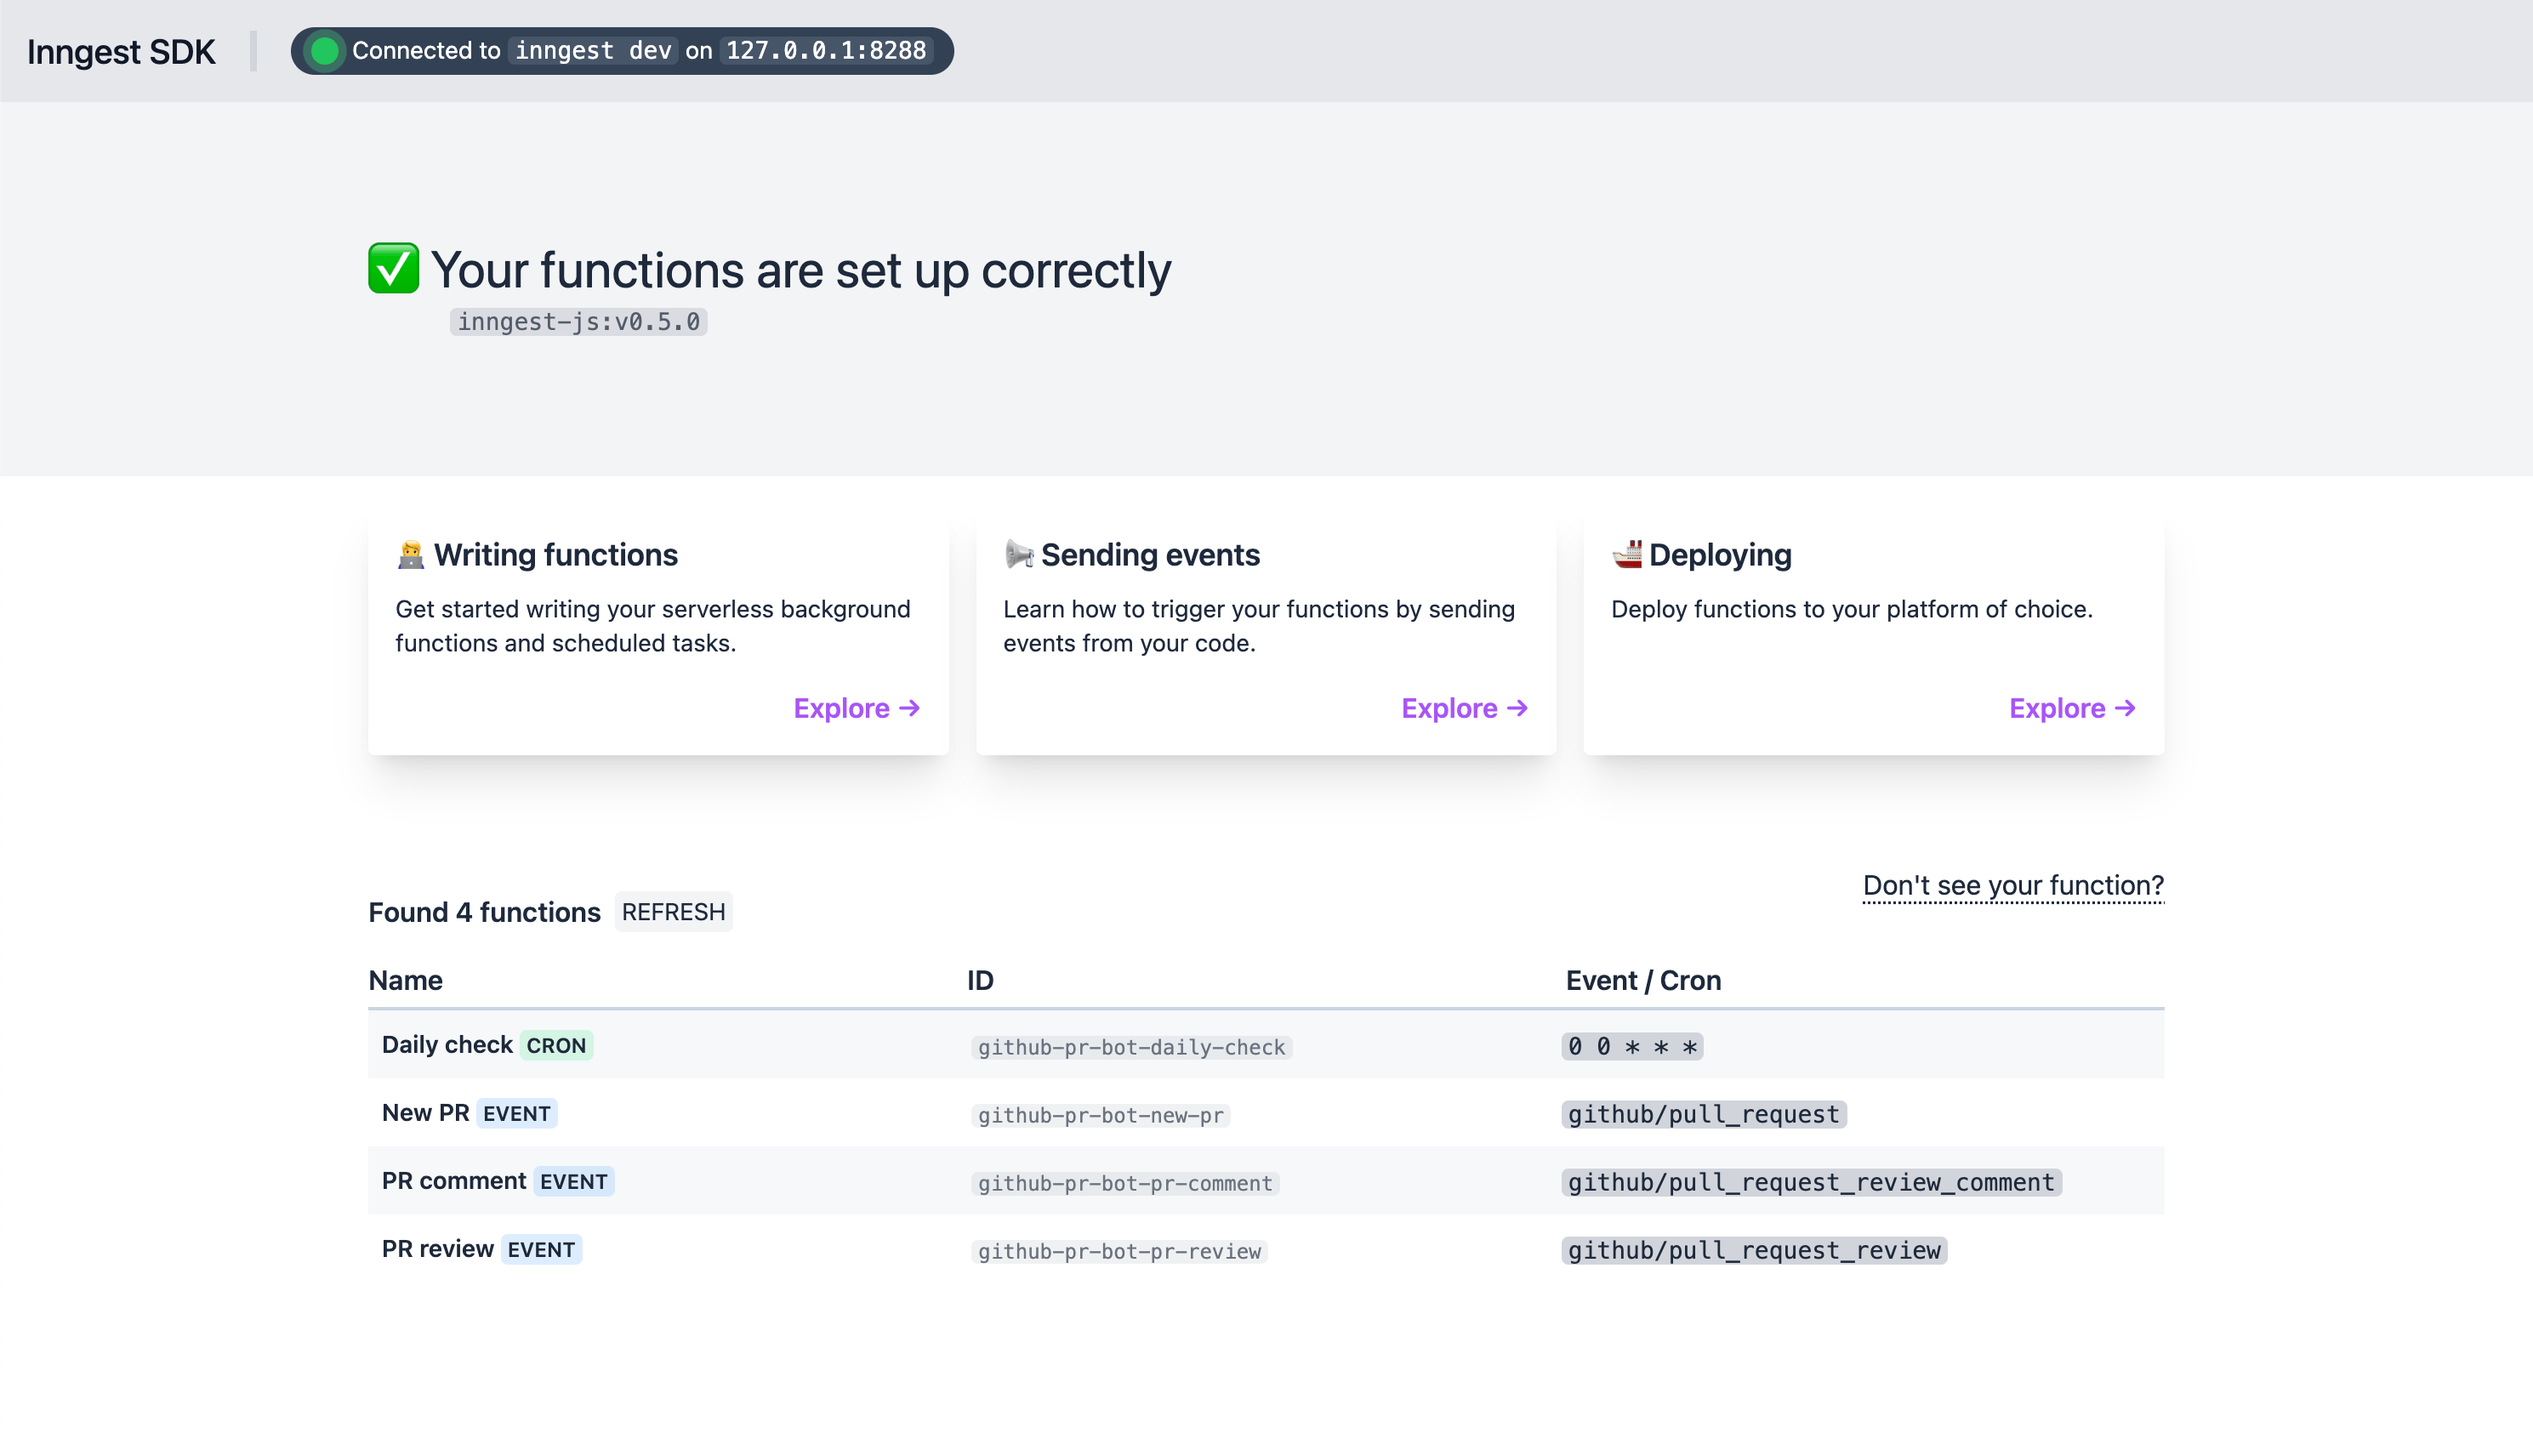 Inngest SDK
Connected to inngest dev on 127.0.0.1:8288
Your functions are set up correctly
inngest-js:v0.5.0
Writing functions
Get started writing your serverless background
functions and scheduled tasks.
Explore →
Sending events
Learn how to trigger your functions by sending
events from your code.
Explore →
Deploying
Deploy functions to your platform of choice.
Explore →
Don't see your function?
Found 4 functions REFRESH
Name ID Event / Cron
Daily check CRON github-pr-bot-daily-check 0 0 * * *
New PR EVENT github-pr-bot-new-pr github/pull_request
PR comment EVENT github-pr-bot-pr-comment github/pull_request_review_comment
PR review EVENT github-pr-bot-pr-review github/pull_request_review